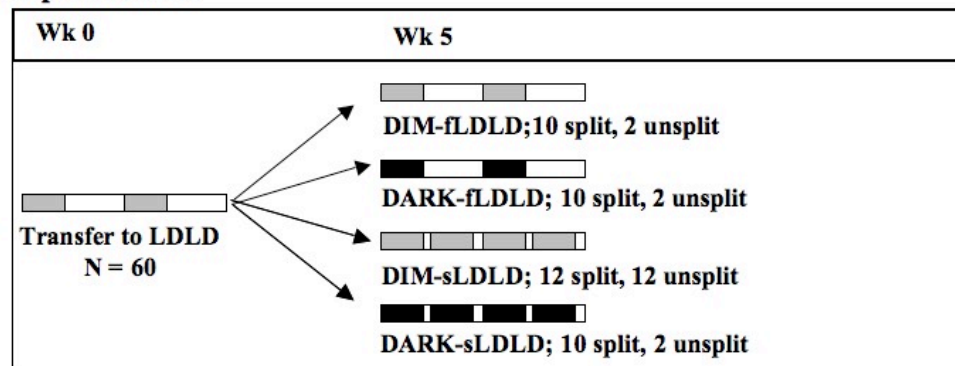 Wk 0
Wk 5
DIM-fLDLD;10 split, 2 unsplit
DARK-fLDLD; 10 split, 2 unsplit
Transfer to LDLD
N = 60
DIM-sLDLD; 12 split, 12 unsplit
DARK-sLDLD; 10 split, 2 unsplit